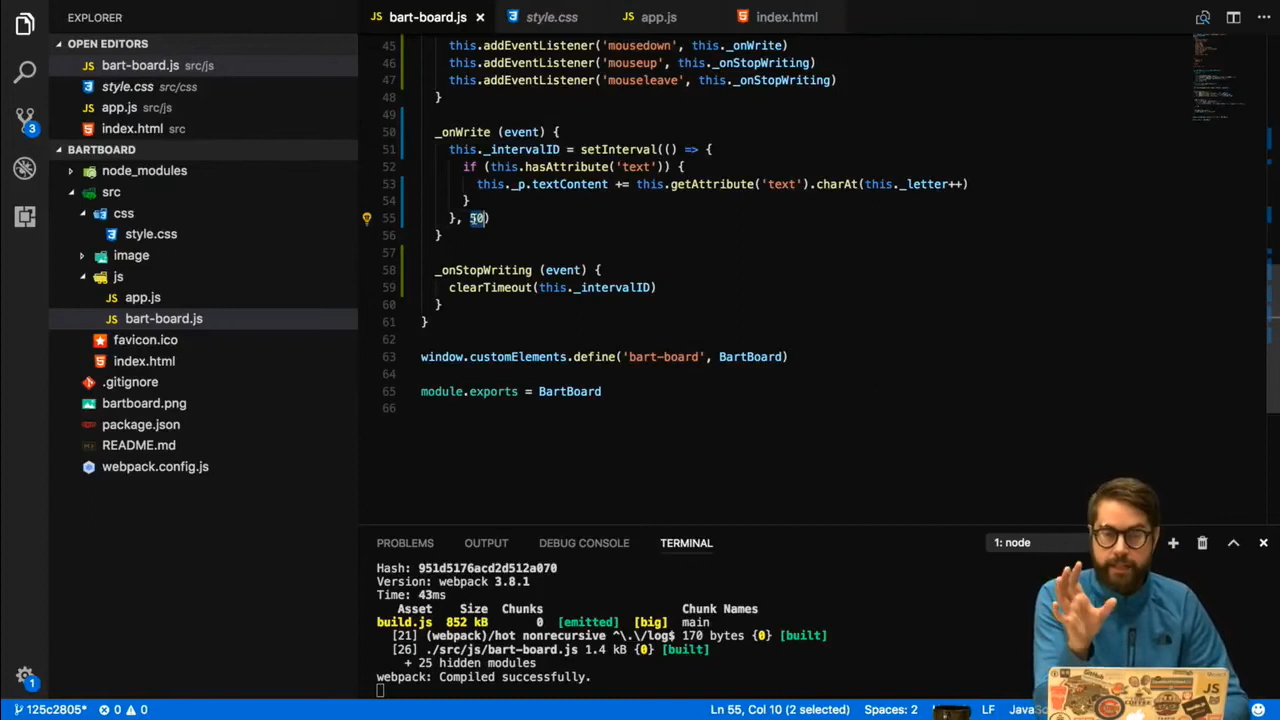 EXPLORER
OPEN EDITORS
JS bart-board.js src/js
style.css src/css
JS app.js src/js
index.html src
BARTBOARD
node_modules
src
css
style.css
image
js
JS app.js
JS bart-board.js
favicon.ico
index.html
.gitignore
bartboard.png
package.json
README.md
webpack.config.js
3
1
JS bart-board.js
style.css
JS app.js
index.html
45 this.addEventListener('mousedown', this._onWrite)
46 this.addEventListener('mouseup', this._onStopWriting)
47 this.addEventListener('mouseleave', this._onStopWriting)
48 }
49
50 _onWrite (event) {
51 this._intervalID = setInterval(() => {
52 if (this.hasAttribute('text')) {
53 this._p.textContent += this.getAttribute('text').charAt(this._letter++)
54 }
55 }, 50)
56 }
57
58 _onStopWriting (event) {
59 clearTimeout(this._intervalID)
60 }
61 }
62
63 window.customElements.define('bart-board', BartBoard)
64
65 module.exports = BartBoard
66
PROBLEMS OUTPUT DEBUG CONSOLE TERMINAL 1: node
Hash: 951d5176acd2d512a070
Version: webpack 3.8.1
Time: 43ms
Asset Size Chunks Chunk Names
build.js 852 kB 0 [emitted] [big] main
[21] (webpack)/hot nonrecursive ^\.\/log$ 170 bytes {0} [built]
[26] ./src/js/bart-board.js 1.4 kB {0} [built]
+ 25 hidden modules
webpack: Compiled successfully.
125c2805* 0 0 Ln 55, Col 10 (2 selected) Spaces: 2 LF JavaS